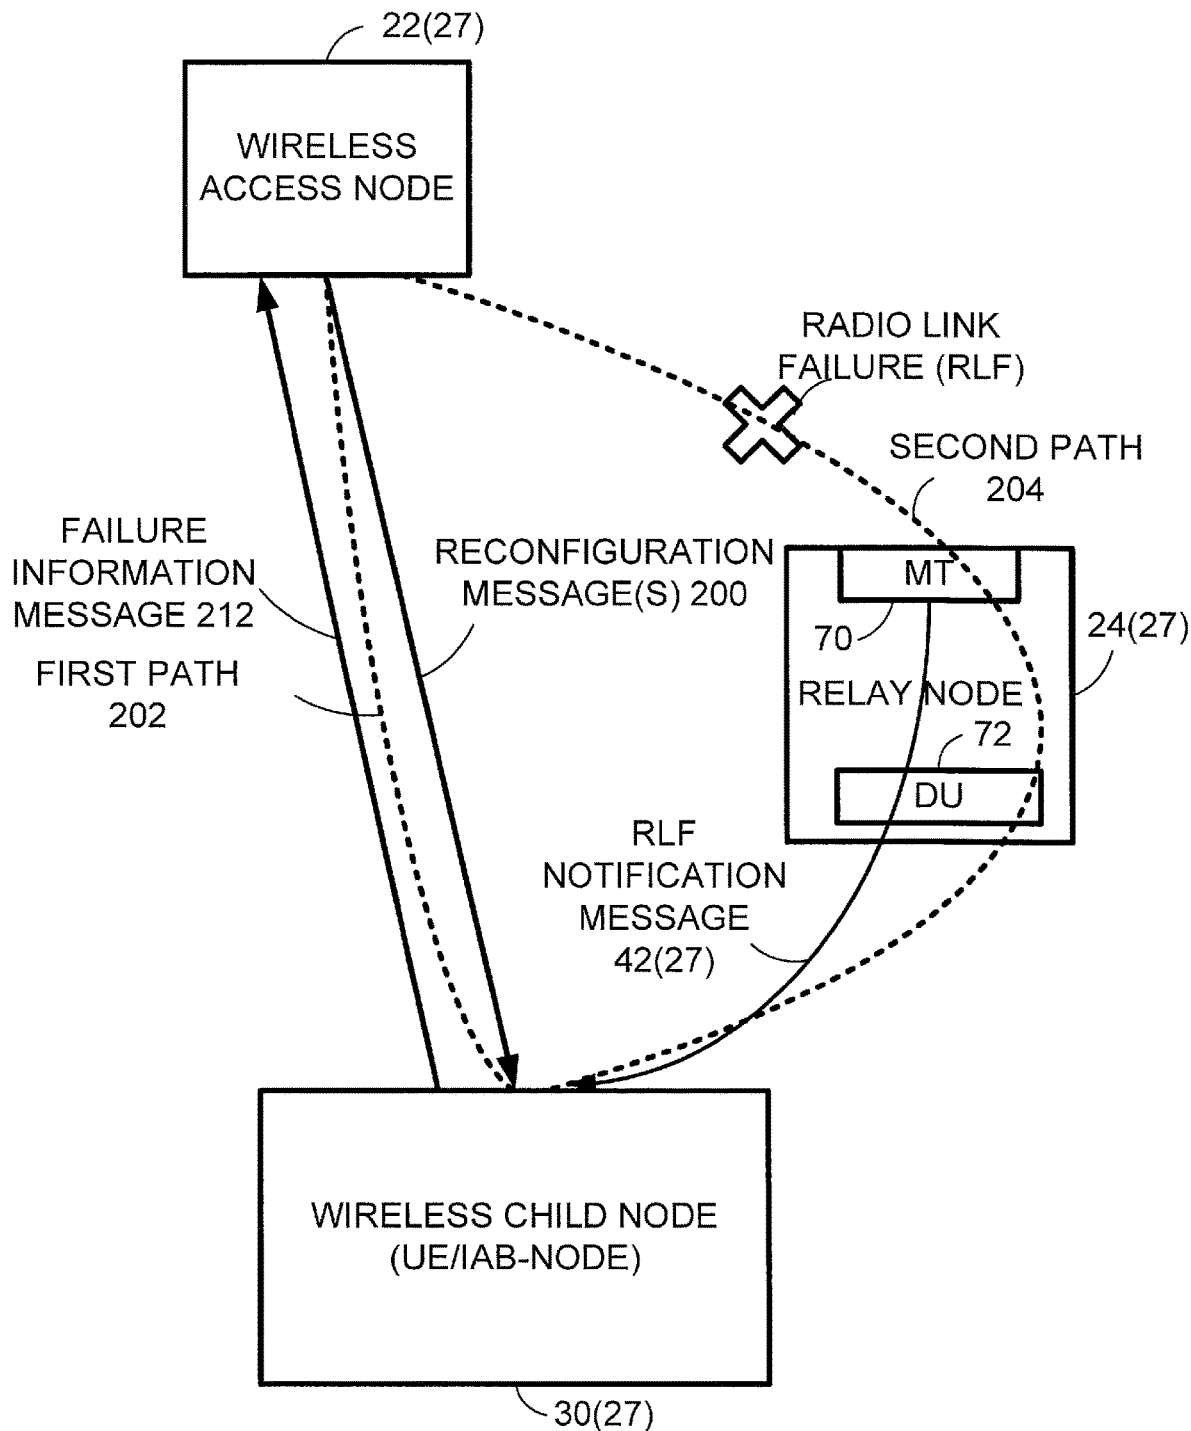 22(27)
WIRELESS
ACCESS NODE
RADIO LINK
FAILURE (RLF)
SECOND PATH
204
FAILURE
INFORMATION
MESSAGE 212
FIRST PATH
202
RECONFIGURATION
MESSAGE(S) 200
MT
70
24(27)
RELAY NODE
72
DU
RLF
NOTIFICATION
MESSAGE
42(27)
WIRELESS CHILD NODE
(UE/IAB-NODE)
30(27)